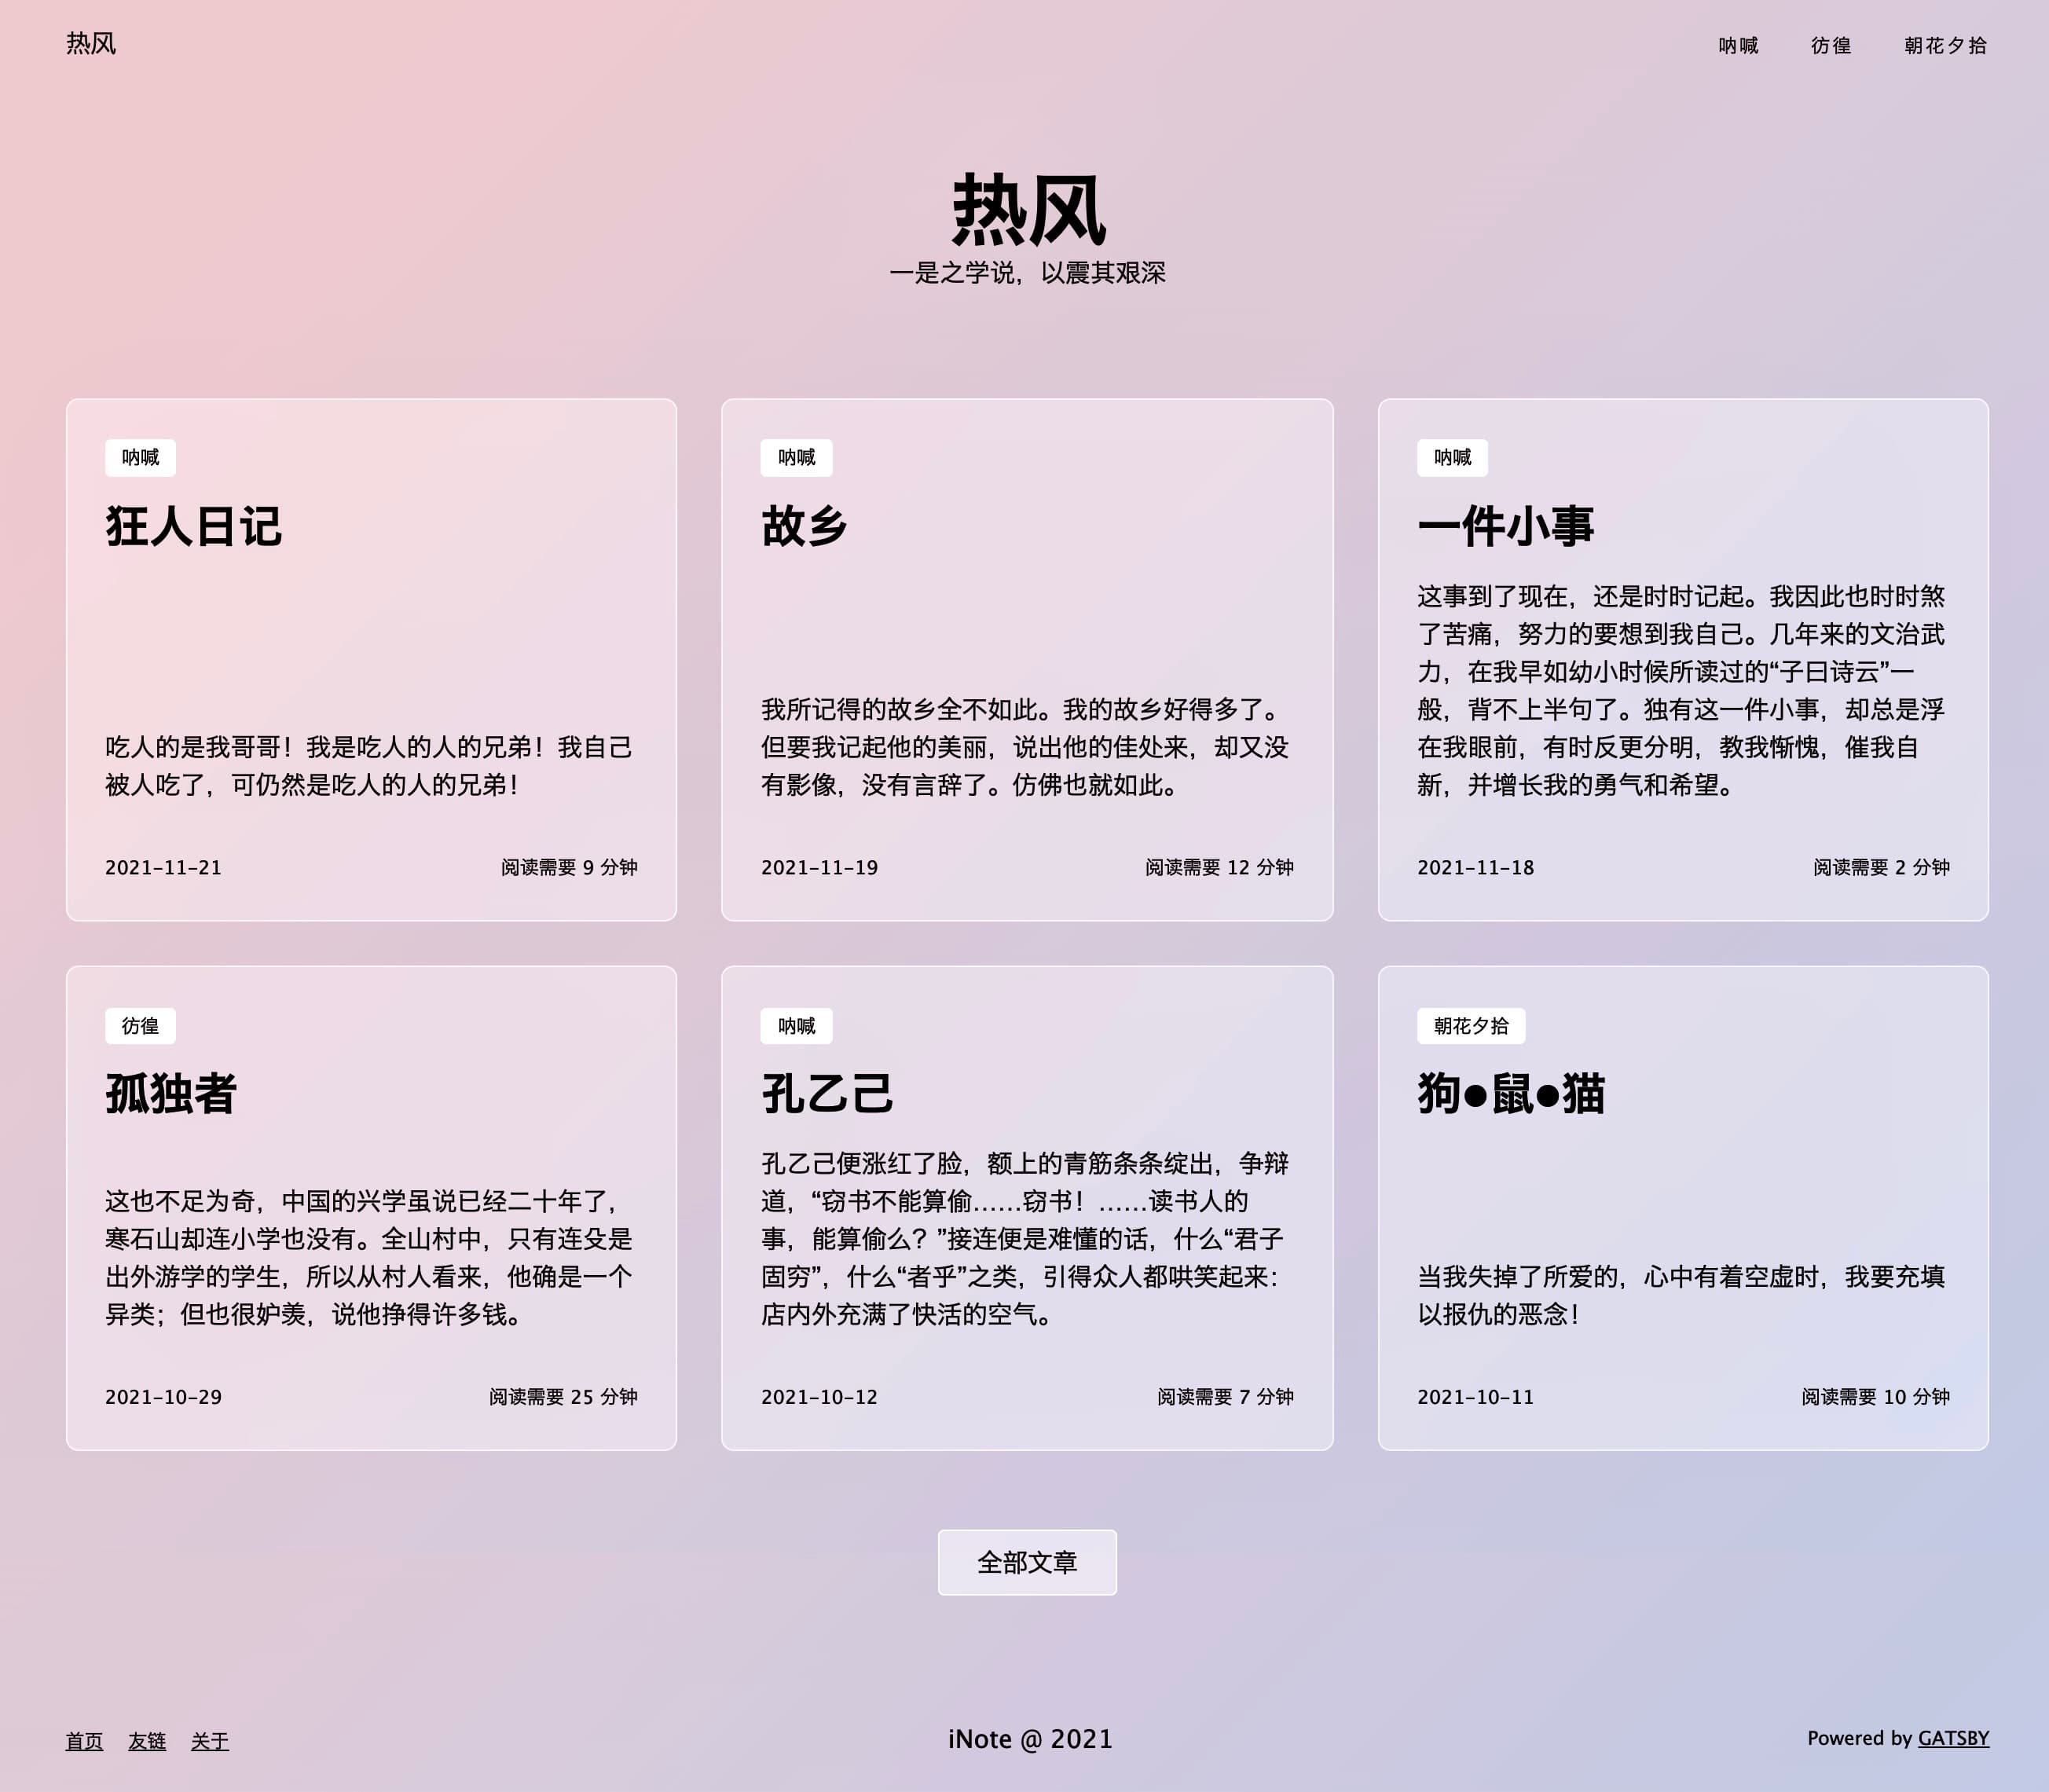 热风
呐喊 彷徨 朝花夕拾
热风
一是之学说，以震其艰深
呐喊
狂人日记
吃人的是我哥哥！我是吃人的人的兄弟！我自己
被人吃了，可仍然是吃人的人的兄弟！
2021-11-21 阅读需要 9 分钟
呐喊
故乡
我所记得的故乡全不如此。我的故乡好得多了。
但要我记起他的美丽，说出他的佳处来，却又没
有影像，没有言辞了。仿佛也就如此。
2021-11-19 阅读需要 12 分钟
呐喊
一件小事
这事到了现在，还是时时记起。我因此也时时煞
了苦痛，努力的要想到我自己。几年来的文治武
力，在我早如幼小时候所读过的“子曰诗云”一
般，背不上半句了。独有这一件小事，却总是浮
在我眼前，有时反更分明，教我惭愧，催我自
新，并增长我的勇气和希望。
2021-11-18 阅读需要 2 分钟
彷徨
孤独者
这也不足为奇，中国的兴学虽说已经二十年了，
寒石山却连小学也没有。全山村中，只有连殳是
出外游学的学生，所以从村人看来，他确是一个
异类；但也很妒羡，说他挣得许多钱。
2021-10-29 阅读需要 25 分钟
呐喊
孔乙己
孔乙己便涨红了脸，额上的青筋条条绽出，争辩
道，“窃书不能算偷……窃书！……读书人的
事，能算偷么？”接连便是难懂的话，什么“君子
固穷”，什么“者乎”之类，引得众人都哄笑起来：
店内外充满了快活的空气。
2021-10-12 阅读需要 7 分钟
朝花夕拾
狗●鼠●猫
当我失掉了所爱的，心中有着空虚时，我要充填
以报仇的恶念！
2021-10-11 阅读需要 10 分钟
全部文章
首页 友链 关于
iNote @ 2021
Powered by GATSBY